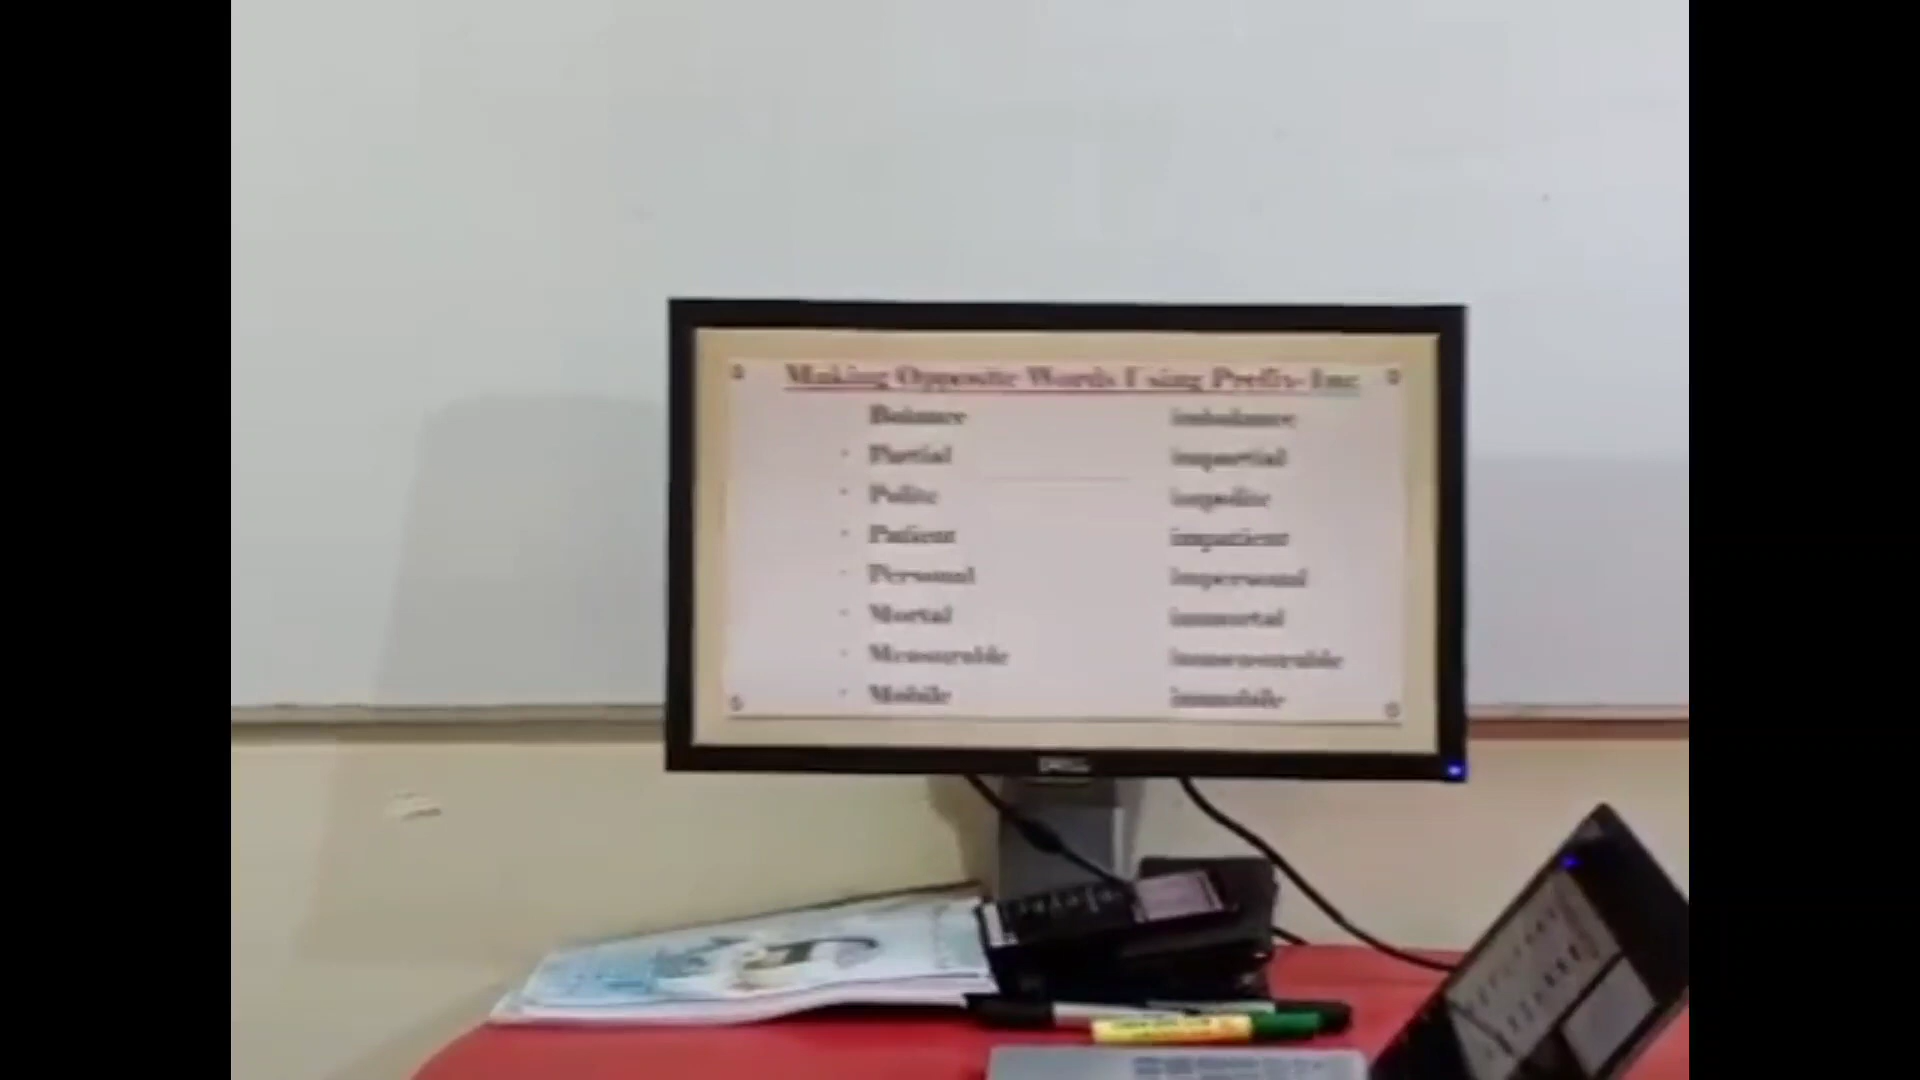 Making Opposite Words Using Prefix- Im:
Balance imbalance
• Partial impartial
• Polite impolite
• Patient impatient
• Personal impersonal
• Mortal immortal
• Measurable immeasurable
• Mobile immobile
DELL